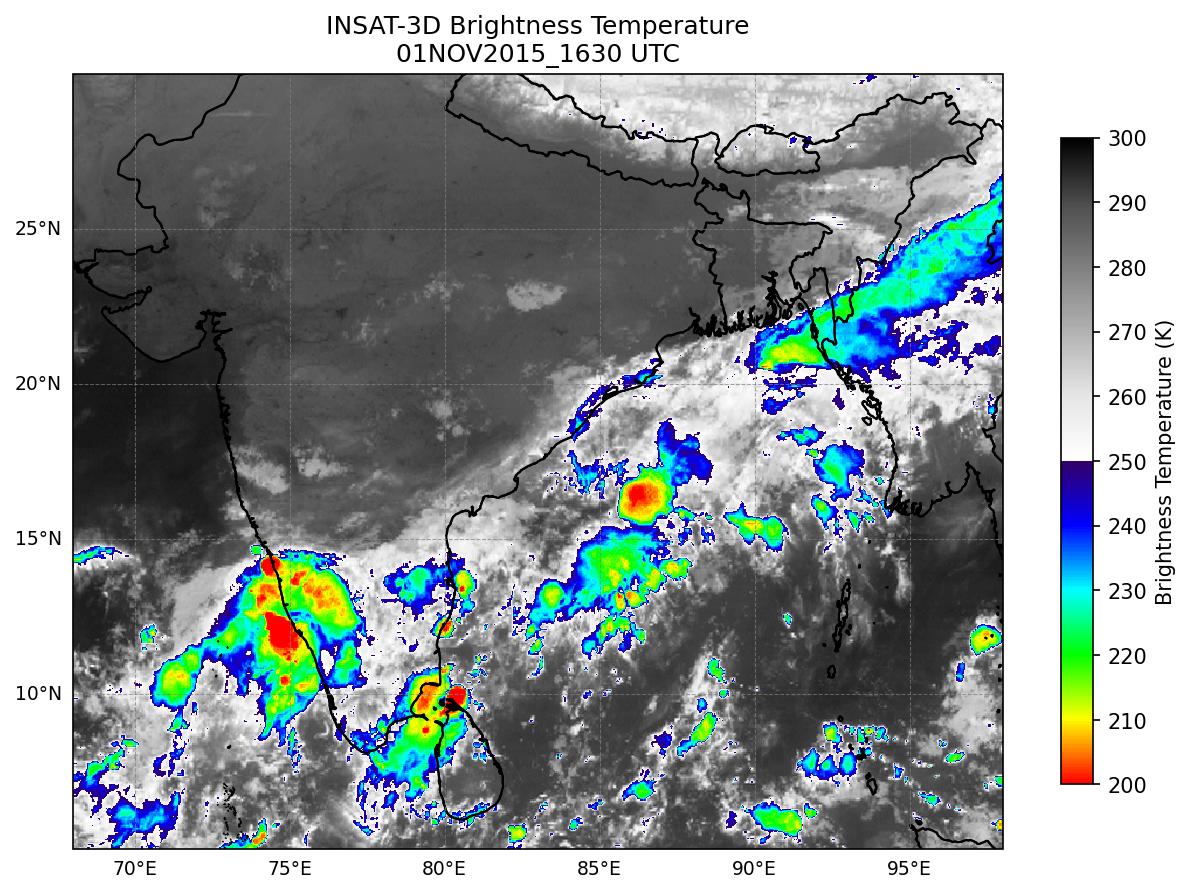 INSAT-3D Brightness Temperature
01NOV2015_1630 UTC
25°N
20°N
15°N
10°N
70°E
75°E
80°E
85°E
90°E
95°E
300
290
280
270
260
250
240
230
220
210
200
Brightness Temperature (K)